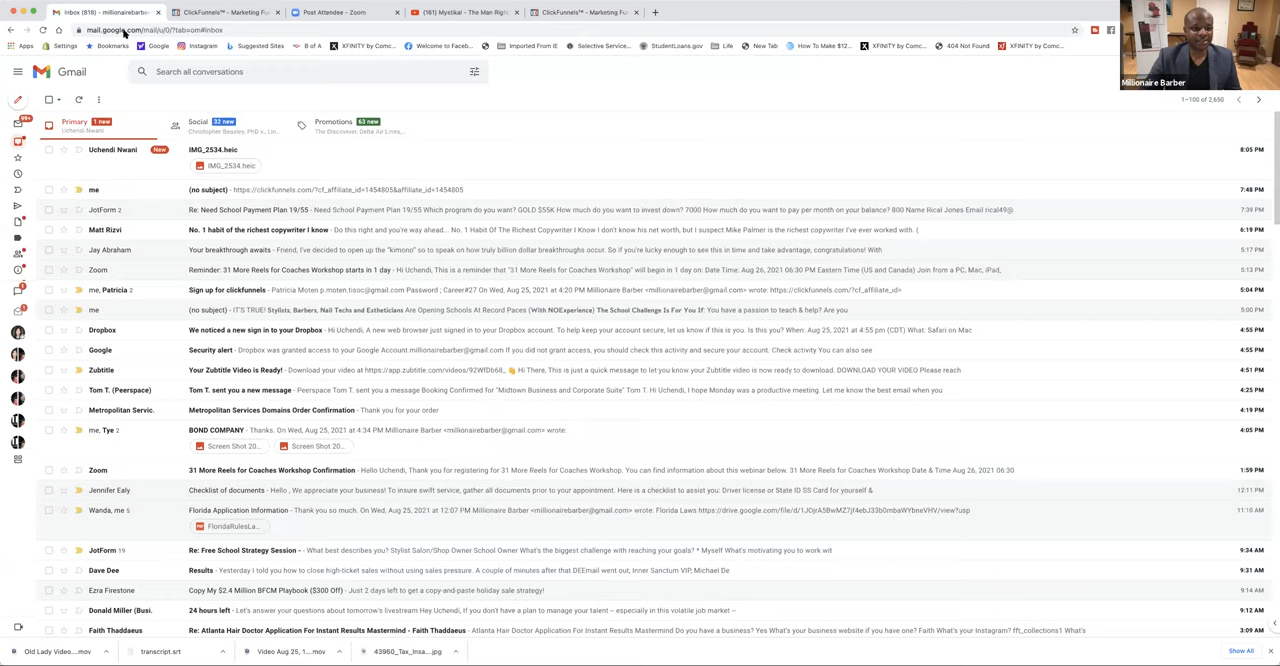 Inbox (818) - millionairebarbe
ClickFunnels™ - Marketing Fun
Post Attendee - Zoom
(161) Mystikal - The Man Righ
ClickFunnels™ - Marketing Fun
mail.google.com/mail/u/0/?tab=om#inbox
Apps
Settings
Bookmarks
Google
Instagram
Suggested Sites
B of A
XFINITY by Comc...
Welcome to Faceb...
Imported From IE
Selective Service...
StudentLoans.gov
Life
New Tab
How To Make $12...
XFINITY by Comc...
404 Not Found
XFINITY by Comc...
Millionaire Barber
Gmail
Search all conversations
1–100 of 2,650
99+
Primary 1 new
Uchendi Nwani
Social 32 new
Christopher Beasley, PhD v., Lin...
Promotions 63 new
The Discoverer, Delta Air Lines,...
Uchendi Nwani New IMG_2534.heic 8:05 PM
IMG_2534.heic
me (no subject) - https://clickfunnels.com/?cf_affiliate_id=1454805&affiliate_id=1454805 7:48 PM
JotForm 2 Re: Need School Payment Plan 19/55 - Need School Payment Plan 19/55 Which program do you want? GOLD $55K How much do you want to invest down? 7000 How much do you want to pay per month on your balance? 800 Name Rical Jones Email rical49@ 7:39 PM
Matt Rizvi No. 1 habit of the richest copywriter I know - Do this right and you're way ahead... No. 1 Habit Of The Richest Copywriter I Know I don't know his net worth, but I suspect Mike Palmer is the richest copywriter I've ever worked with. ( 6:19 PM
Jay Abraham Your breakthrough awaits - Friend, I've decided to open up the "kimono" so to speak on how truly billion dollar breakthroughs occur. So if you're lucky enough to see this in time and take advantage, congratulations! With 5:17 PM
Zoom Reminder: 31 More Reels for Coaches Workshop starts in 1 day - Hi Uchendi, This is a reminder that "31 More Reels for Coaches Workshop" will begin in 1 day on: Date Time: Aug 26, 2021 06:30 PM Eastern Time (US and Canada) Join from a PC, Mac, iPad, 5:13 PM
me, Patricia 2 Sign up for clickfunnels - Patricia Moten p.moten.tisoc@gmail.com Password ; Career#27 On Wed, Aug 25, 2021 at 4:20 PM Millionaire Barber <millionairebarber@gmail.com> wrote: https://clickfunnels.com/?cf_affiliate_id= 5:04 PM
me (no subject) - IT'S TRUE! Stylists, Barbers, Nail Techs and Estheticians Are Opening Schools At Record Paces (With NOExperience) The School Challenge Is For You If: You have a passion to teach & help? Are you 5:00 PM
Dropbox We noticed a new sign in to your Dropbox - Hi Uchendi, A new web browser just signed in to your Dropbox account. To help keep your account secure, let us know if this is you. Is this you? When: Aug 25, 2021 at 4:55 pm (CDT) What: Safari on Mac 4:55 PM
Google Security alert - Dropbox was granted access to your Google Account millionairebarber@gmail.com If you did not grant access, you should check this activity and secure your account. Check activity You can also see 4:55 PM
Zubtitle Your Zubtitle Video is Ready! - Download your video at https://app.zubtitle.com/videos/92WfDb68_ 👋 Hi There, This is just a quick message to let you know your Zubtitle video is now ready to download. DOWNLOAD YOUR VIDEO Please reach 4:51 PM
Tom T. (Peerspace) Tom T. sent you a new message - Peerspace Tom T. sent you a message Booking Confirmed for "Midtown Business and Corporate Suite" Tom T. Hi Uchendi, I hope Monday was a productive meeting. Let me know the best email when you 4:25 PM
Metropolitan Servic. Metropolitan Services Domains Order Confirmation - Thank you for your order 4:19 PM
me, Tye 2 BOND COMPANY - Thanks. On Wed, Aug 25, 2021 at 4:34 PM Millionaire Barber <millionairebarber@gmail.com> wrote: 4:05 PM
Screen Shot 20... Screen Shot 20...
Zoom 31 More Reels for Coaches Workshop Confirmation - Hello Uchendi, Thank you for registering for 31 More Reels for Coaches Workshop. You can find information about this webinar below. 31 More Reels for Coaches Workshop Date & Time Aug 26, 2021 06:30 1:59 PM
Jennifer Ealy Checklist of documents - Hello , We appreciate your business! To insure swift service, gather all documents prior to your appointment. Here is a checklist to assist you: Driver license or State ID SS Card for yourself & 12:11 PM
Wanda, me 5 Florida Application Information - Thank you so much. On Wed, Aug 25, 2021 at 12:07 PM Millionaire Barber <millionairebarber@gmail.com> wrote: Florida Laws 11:10 AM
FloridaRulesLa...
JotForm 19 Re: Free School Strategy Session - - What best describes you? Stylist Salon/Shop Owner School Owner What's the biggest challenge with reaching your goals? * Myself What's motivating you to work wit 9:34 AM
Dave Dee Results - Yesterday I told you how to close high-ticket sales without using sales pressure. A couple of minutes after that DEEmail went out, Inner Sanctum VIP, Michael De 9:31 AM
Ezra Firestone Copy My $2.4 Million BFCM Playbook ($300 Off) - Just 2 days left to get a copy-and-paste holiday sale strategy! 9:14 AM
Donald Miller (Busi. 24 hours left - Let's answer your questions about tomorrow's livestream Hey Uchendi, If you don't have a plan to manage your talent – especially in this volatile job market – 9:12 AM
Faith Thaddaeus Re: Atlanta Hair Doctor Application For Instant Results Mastermind - Faith Thaddaeus - Atlanta Hair Doctor Application For Instant Results Mastermind Do you have a business? Yes What's your business website if you have one? Faith What's your Instagram? fft_collections1 What's 3:09 AM
Old Lady Video....mov
transcript.srt
Video Aug 25, 1....mov
43960_Tax_Insa....jpg
Show All